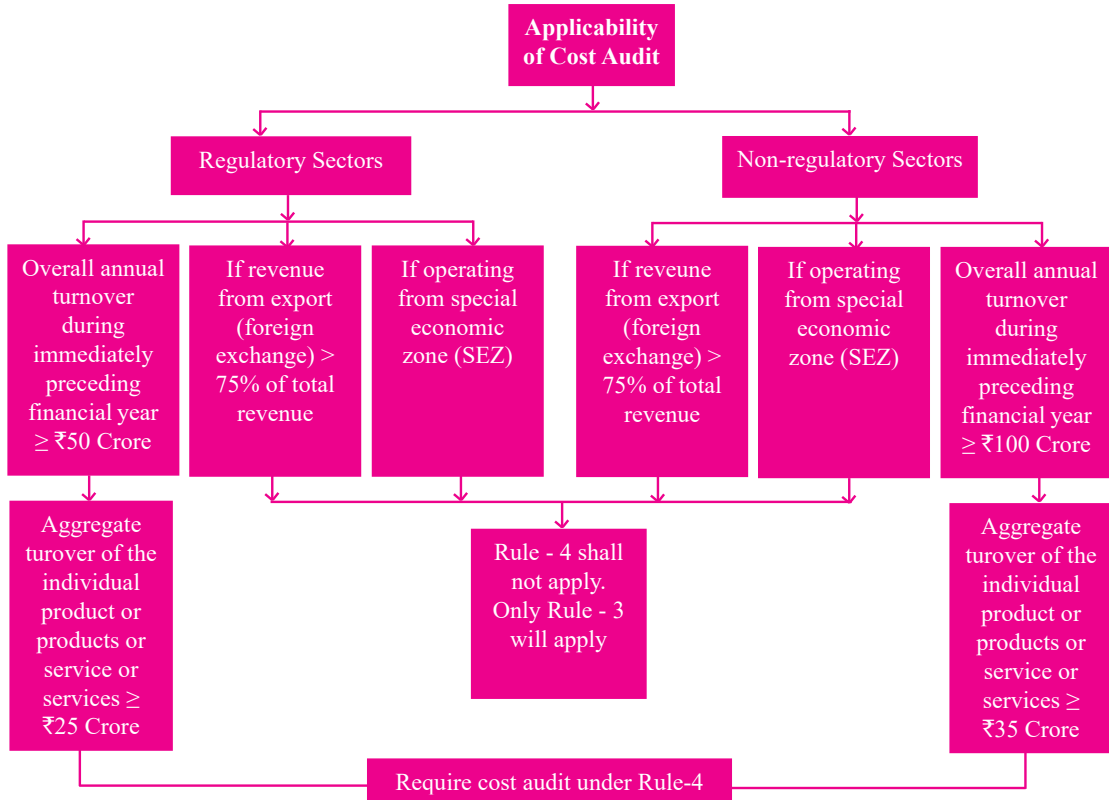 Applicability
of Cost Audit
Regulatory Sectors
Non-regulatory Sectors
Overall annual
turnover
during
immediately
preceding
financial year
≥ ₹50 Crore
If revenue
from export
(foreign
exchange) >
75% of total
revenue
If operating
from special
economic
zone (SEZ)
If reveune
from export
(foreign
exchange) >
75% of total
revenue
If operating
from special
economic
zone (SEZ)
Overall annual
turnover
during
immediately
preceding
financial year
≥ ₹100 Crore
Aggregate
turover of the
individual
product or
products or
service or
services ≥
₹25 Crore
Rule - 4 shall
not apply.
Only Rule - 3
will apply
Aggregate
turover of the
individual
product or
products or
service or
services ≥
₹35 Crore
Require cost audit under Rule-4